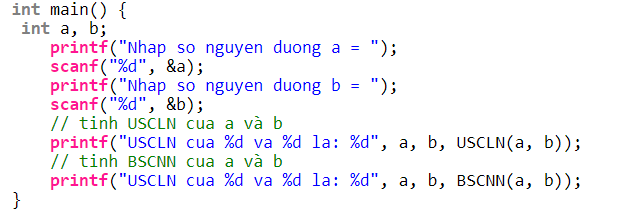 int main() {
int a, b;
printf("Nhap so nguyen duong a = ");
scanf("%d", &a);
printf("Nhap so nguyen duong b = ");
scanf("%d", &b);
// tinh USCLN cua a và b
printf("USCLN cua %d va %d la: %d", a, b, USCLN(a, b));
// tinh BSCNN cua a và b
printf("USCLN cua %d va %d la: %d", a, b, BSCNN(a, b));
}